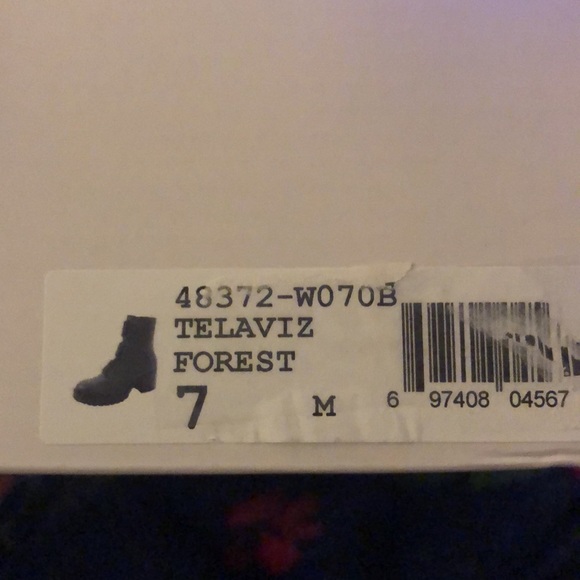 48372-W070B
TELAVIZ
FOREST
7 M
6 97408 04567